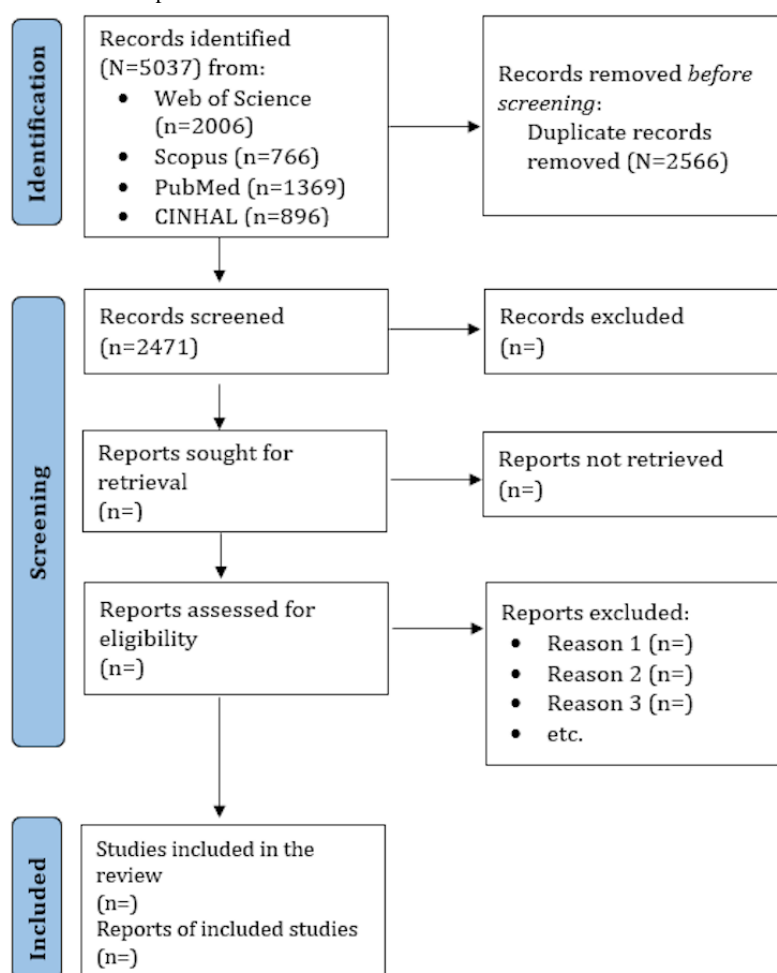 Identification
Records identified
(N=5037) from:
• Web of Science
(n=2006)
• Scopus (n=766)
• PubMed (n=1369)
• CINHAL (n=896)
Records removed before
screening:
Duplicate records
removed (N=2566)
Screening
Records screened
(n=2471)
Records excluded
(n=)
Reports sought for
retrieval
(n=)
Reports not retrieved
(n=)
Reports assessed for
eligibility
(n=)
Reports excluded:
• Reason 1 (n=)
• Reason 2 (n=)
• Reason 3 (n=)
• etc.
Included
Studies included in the
review
(n=)
Reports of included studies
(n=)